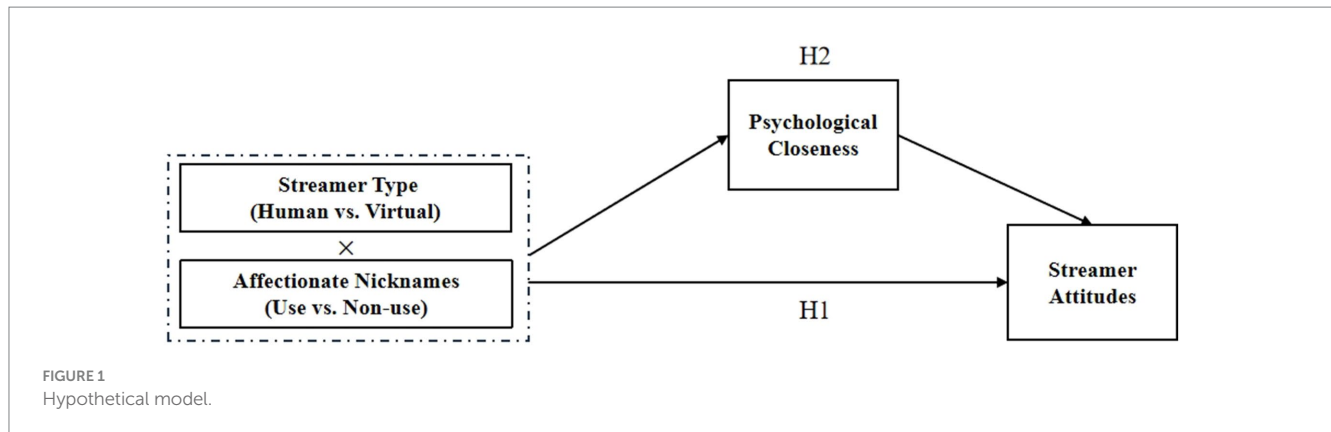 H2
Psychological
Closeness
Streamer Type
(Human vs. Virtual)
×
Affectionate Nicknames
(Use vs. Non-use)
Streamer
Attitudes
H1
FIGURE 1
Hypothetical model.